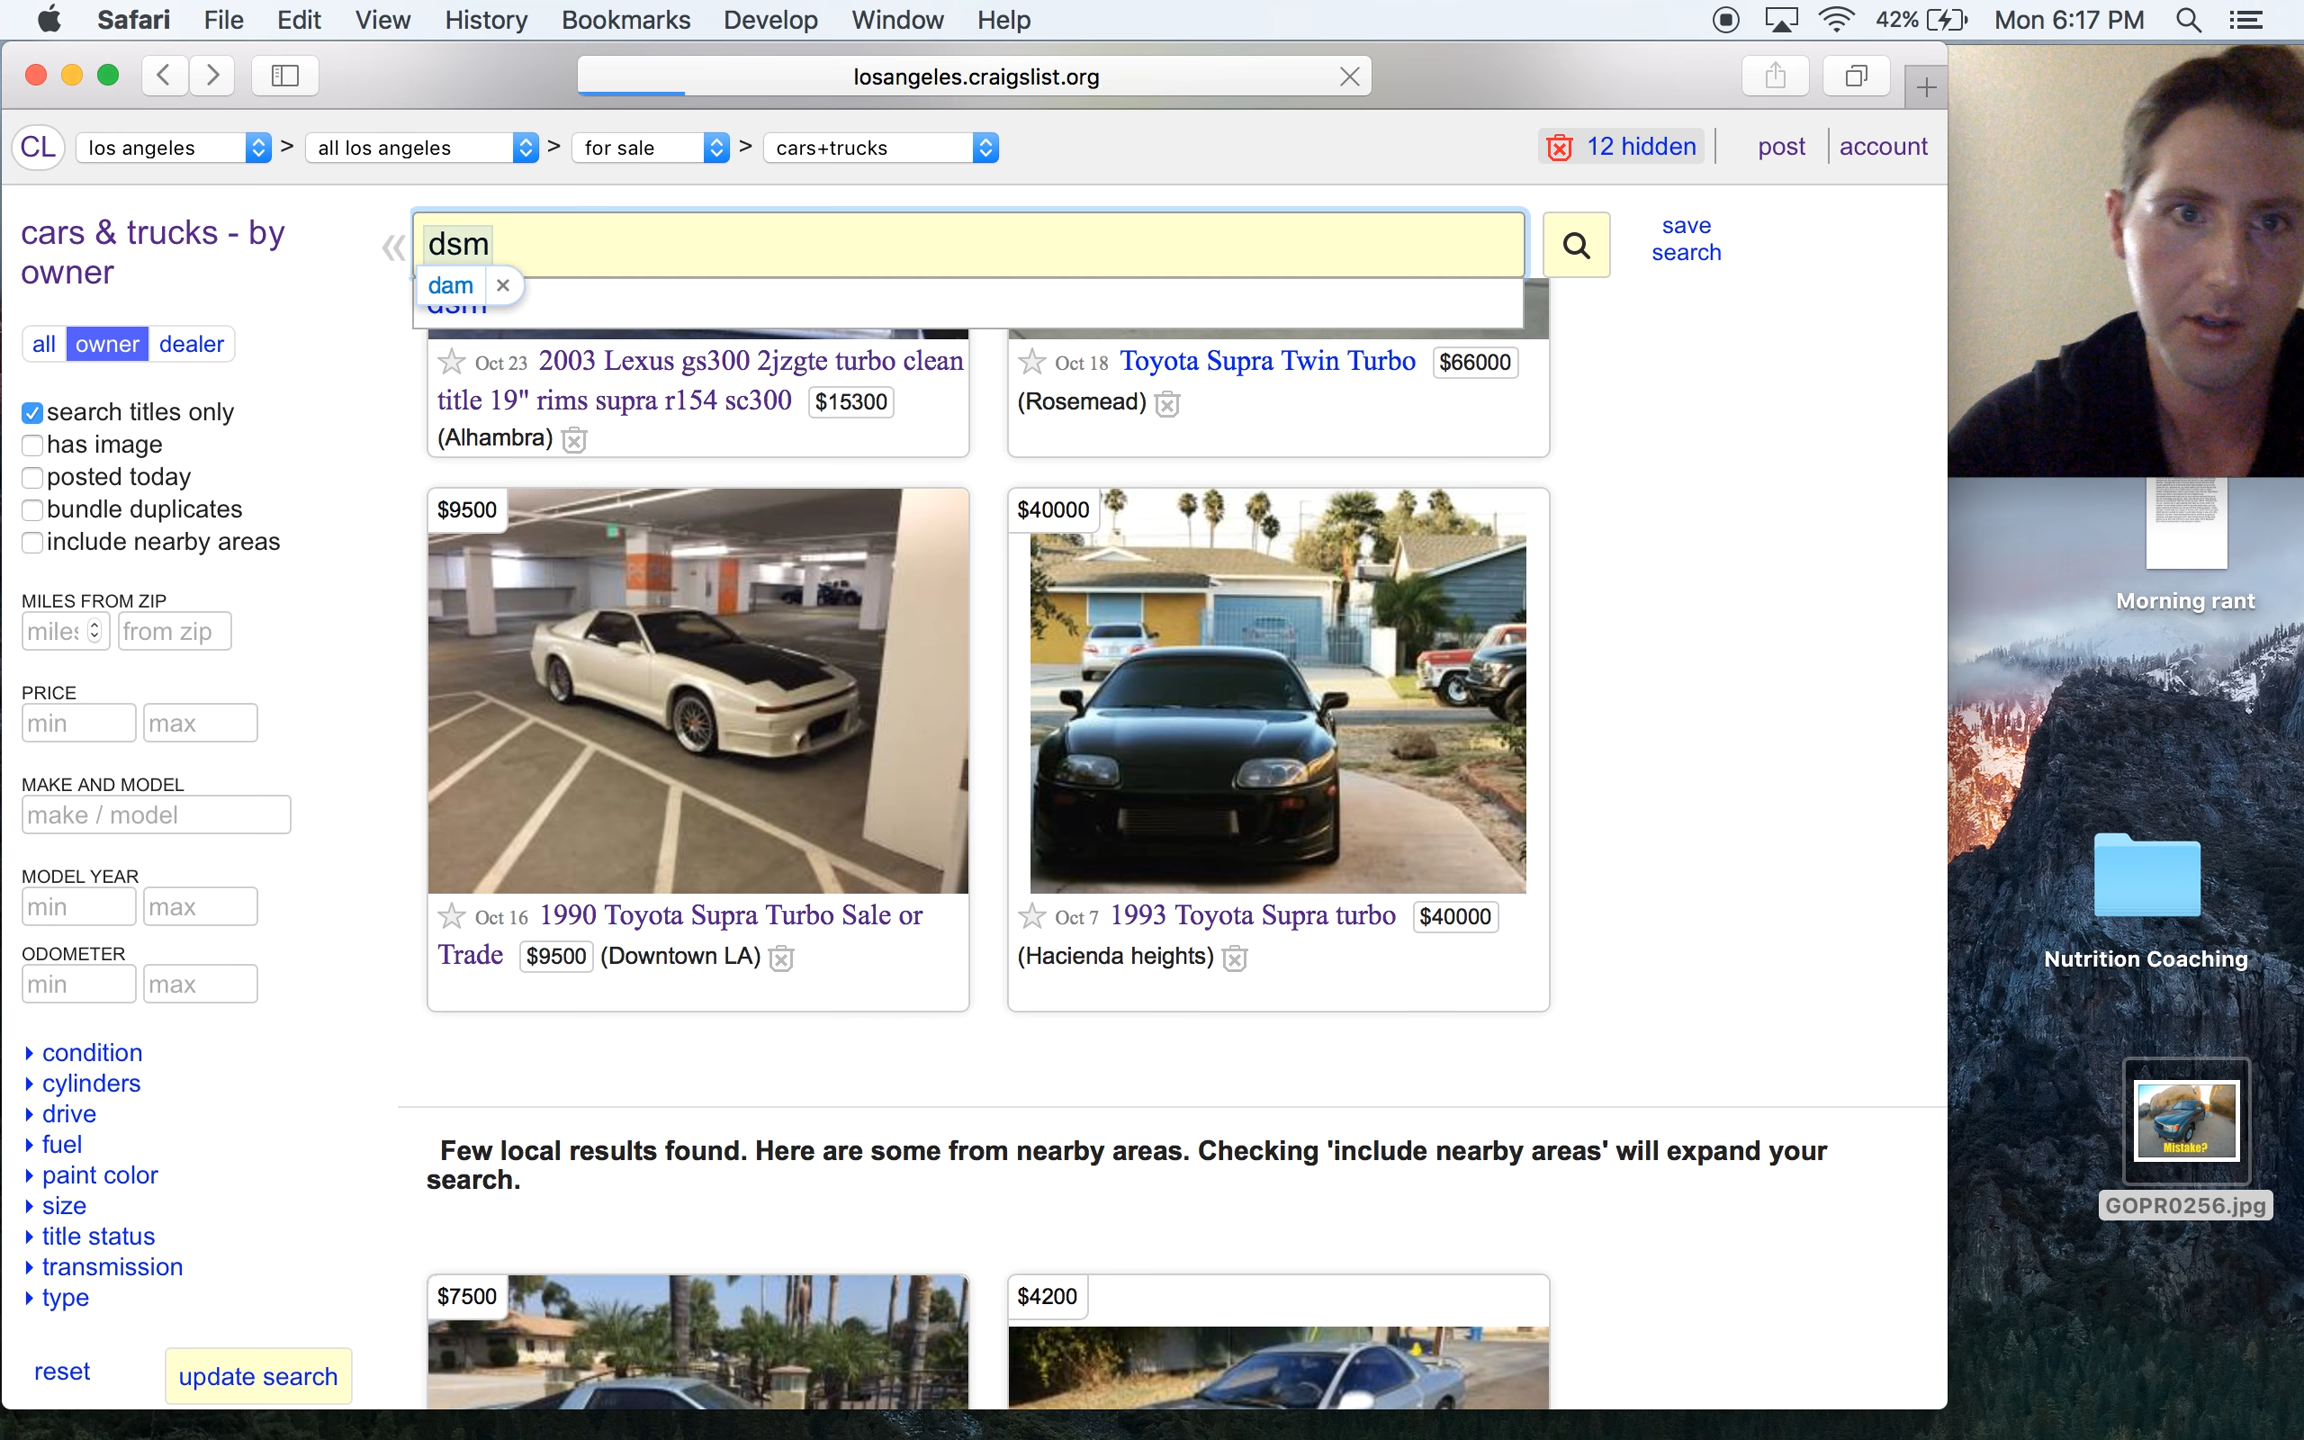 Safari File Edit View History Bookmarks Develop Window Help 42% Mon 6:17 PM
losangeles.craigslist.org
CL los angeles > all los angeles > for sale > cars+trucks 12 hidden post account
cars & trucks - by
owner
« dsm
save
search
dam ×
dsm
all owner dealer
search titles only
has image
posted today
bundle duplicates
include nearby areas
MILES FROM ZIP
miles from zip
PRICE
min max
MAKE AND MODEL
make / model
MODEL YEAR
min max
ODOMETER
min max
condition
cylinders
drive
fuel
paint color
size
title status
transmission
type
reset update search
Oct 23 2003 Lexus gs300 2jzgte turbo clean
title 19" rims supra r154 sc300 $15300
(Alhambra)
Oct 18 Toyota Supra Twin Turbo $66000
(Rosemead)
$9500
Oct 16 1990 Toyota Supra Turbo Sale or
Trade $9500 (Downtown LA)
$40000
Oct 7 1993 Toyota Supra turbo $40000
(Hacienda heights)
Few local results found. Here are some from nearby areas. Checking 'include nearby areas' will expand your
search.
$7500
$4200
Morning rant
Nutrition Coaching
Mistake?
GOPR0256.jpg